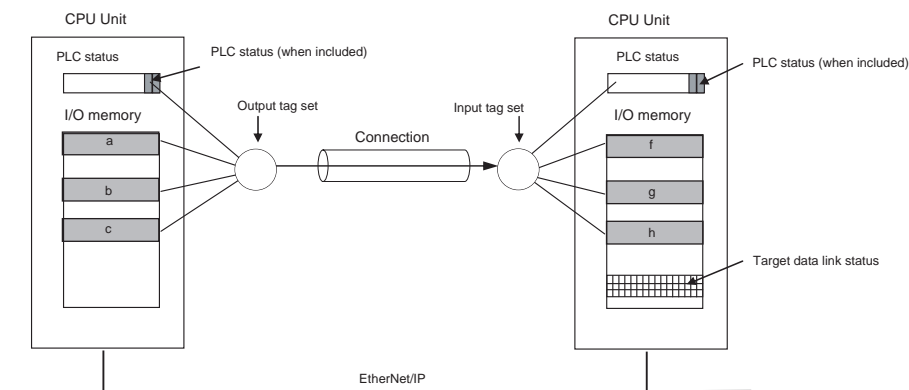 CPU Unit
PLC status
PLC status (when included)
I/O memory
a
b
c
Output tag set
Connection
Input tag set
CPU Unit
PLC status
PLC status (when included)
I/O memory
f
g
h
Target data link status
EtherNet/IP